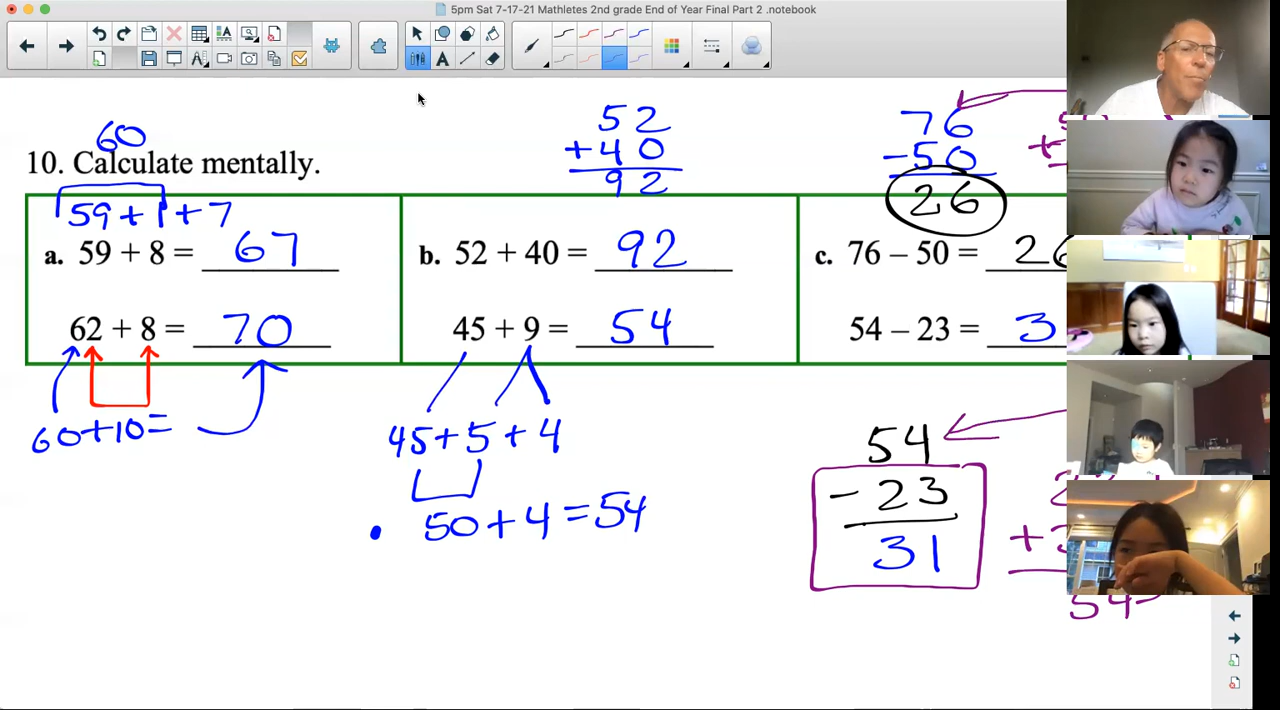 5pm Sat 7-17-21 Mathletes 2nd grade End of Year Final Part 2 .notebook
60
10. Calculate mentally.
52
+40
92
76
-50
26
59+1+7
a. 59 + 8 = 67
b. 52 + 40 = 92
c. 76 – 50 = 26
62 + 8 = 70
45 + 9 = 54
54 – 23 = 3
60+10=
45+5+4
50+4=54
54
-23
31
+
54